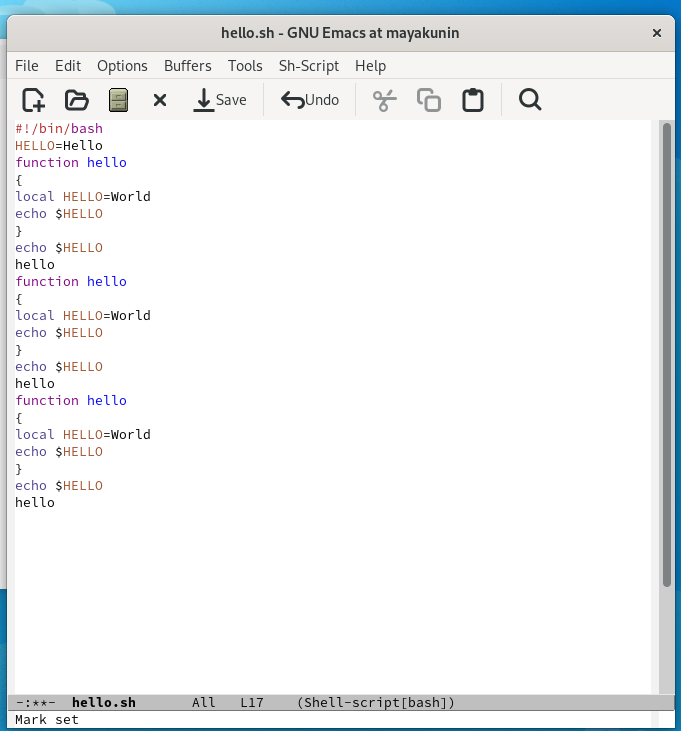 hello.sh - GNU Emacs at mayakunin
File Edit Options Buffers Tools Sh-Script Help
Save Undo
#!/bin/bash
HELLO=Hello
function hello
{
local HELLO=World
echo $HELLO
}
echo $HELLO
hello
function hello
{
local HELLO=World
echo $HELLO
}
echo $HELLO
hello
function hello
{
local HELLO=World
echo $HELLO
}
echo $HELLO
hello
-:**- hello.sh All L17 (Shell-script[bash])
Mark set